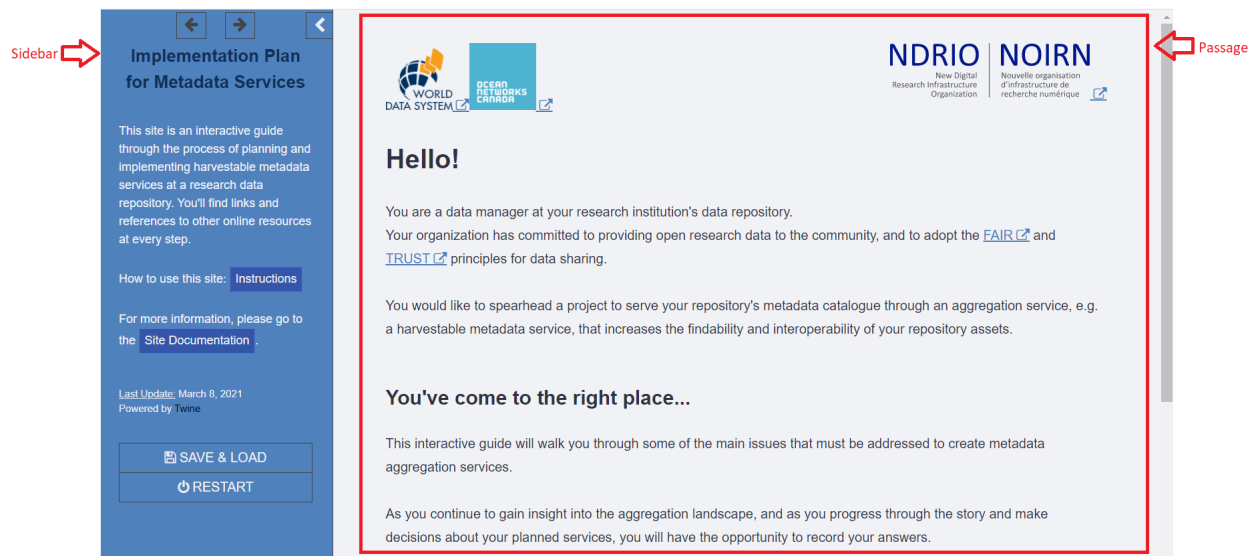 Sidebar
Implementation Plan
for Metadata Services
This site is an interactive guide
through the process of planning and
implementing harvestable metadata
services at a research data
repository. You'll find links and
references to other online resources
at every step.
How to use this site: Instructions
For more information, please go to
the Site Documentation .
Last Update: March 8, 2021
Powered by Twine
SAVE & LOAD
RESTART
Passage
WORLD
DATA SYSTEM
OCEAN
NETWORKS
CANADA
NDRIO
New Digital
Research Infrastructure
Organization
NOIRN
Nouvelle organisation
d'infrastructure de
recherche numérique
Hello!
You are a data manager at your research institution's data repository.
Your organization has committed to providing open research data to the community, and to adopt the FAIR and
TRUST principles for data sharing.
You would like to spearhead a project to serve your repository's metadata catalogue through an aggregation service, e.g.
a harvestable metadata service, that increases the findability and interoperability of your repository assets.
You've come to the right place...
This interactive guide will walk you through some of the main issues that must be addressed to create metadata
aggregation services.
As you continue to gain insight into the aggregation landscape, and as you progress through the story and make
decisions about your planned services, you will have the opportunity to record your answers.